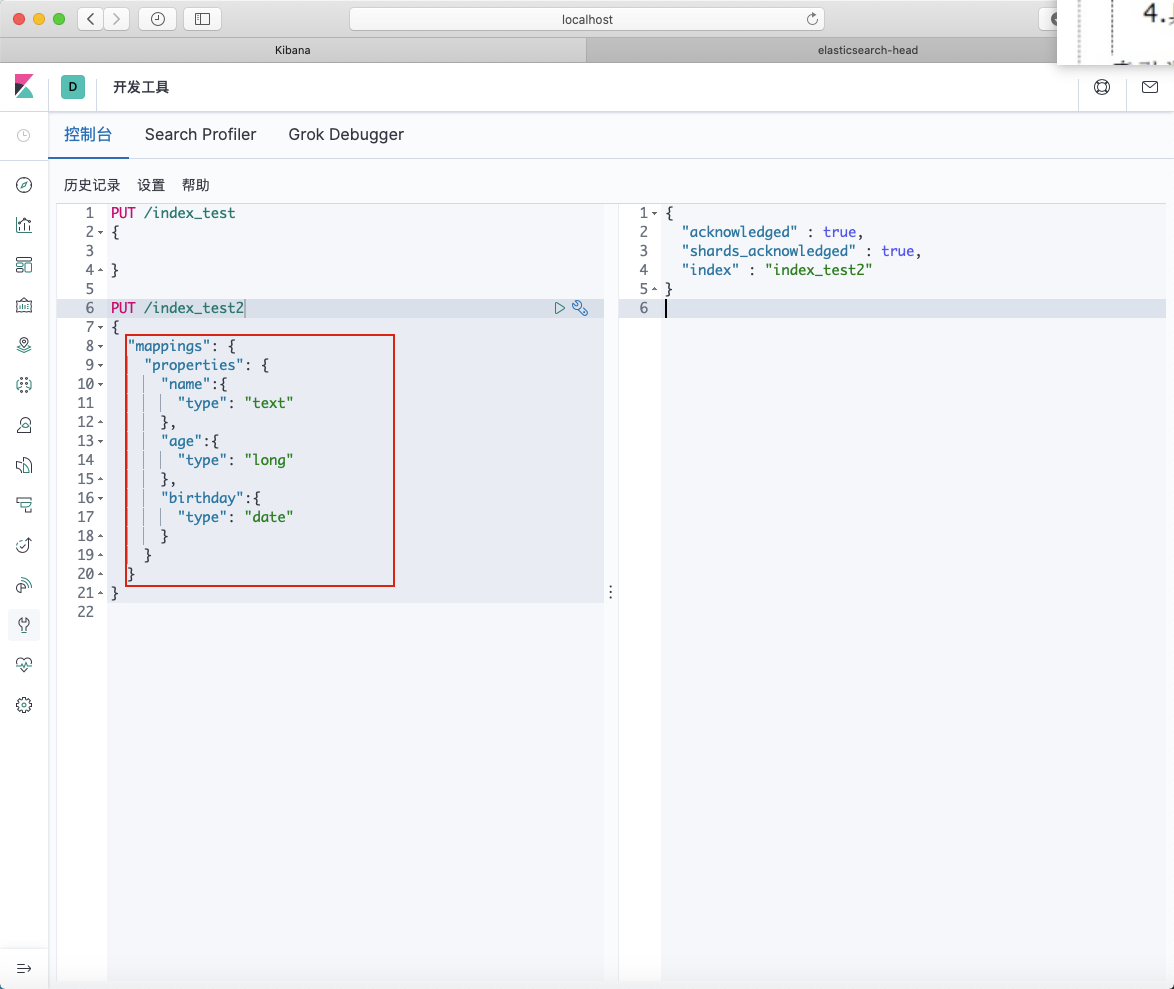 localhost
4.
Kibana
elasticsearch-head
D
开发工具
控制台 Search Profiler Grok Debugger
历史记录 设置 帮助
1 PUT /index_test
2 {
3
4 }
5
6 PUT /index_test2
7 {
8 "mappings": {
9 "properties": {
10 "name":{
11 "type": "text"
12 },
13 "age":{
14 "type": "long"
15 },
16 "birthday":{
17 "type": "date"
18 }
19 }
20 }
21 }
22
1 {
2 "acknowledged" : true,
3 "shards_acknowledged" : true,
4 "index" : "index_test2"
5 }
6